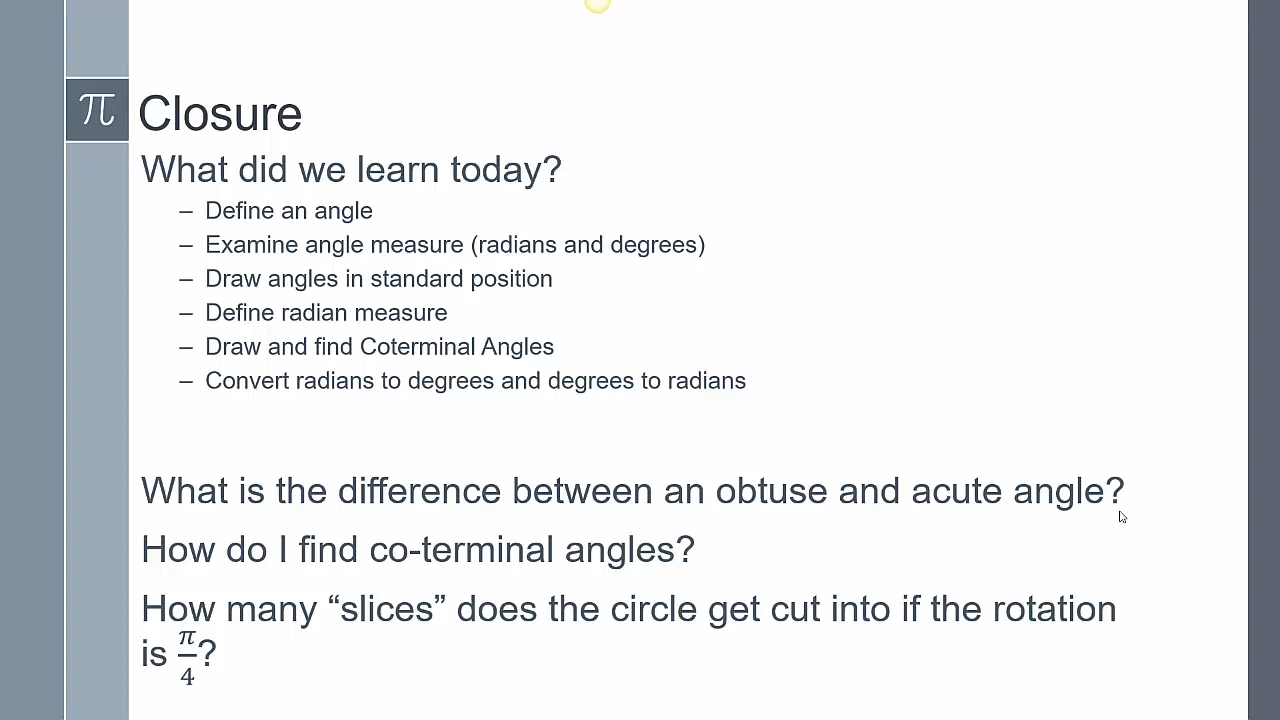 π
Closure
What did we learn today?
– Define an angle
– Examine angle measure (radians and degrees)
– Draw angles in standard position
– Define radian measure
– Draw and find Coterminal Angles
– Convert radians to degrees and degrees to radians
What is the difference between an obtuse and acute angle?
How do I find co-terminal angles?
How many “slices” does the circle get cut into if the rotation
is π/4?